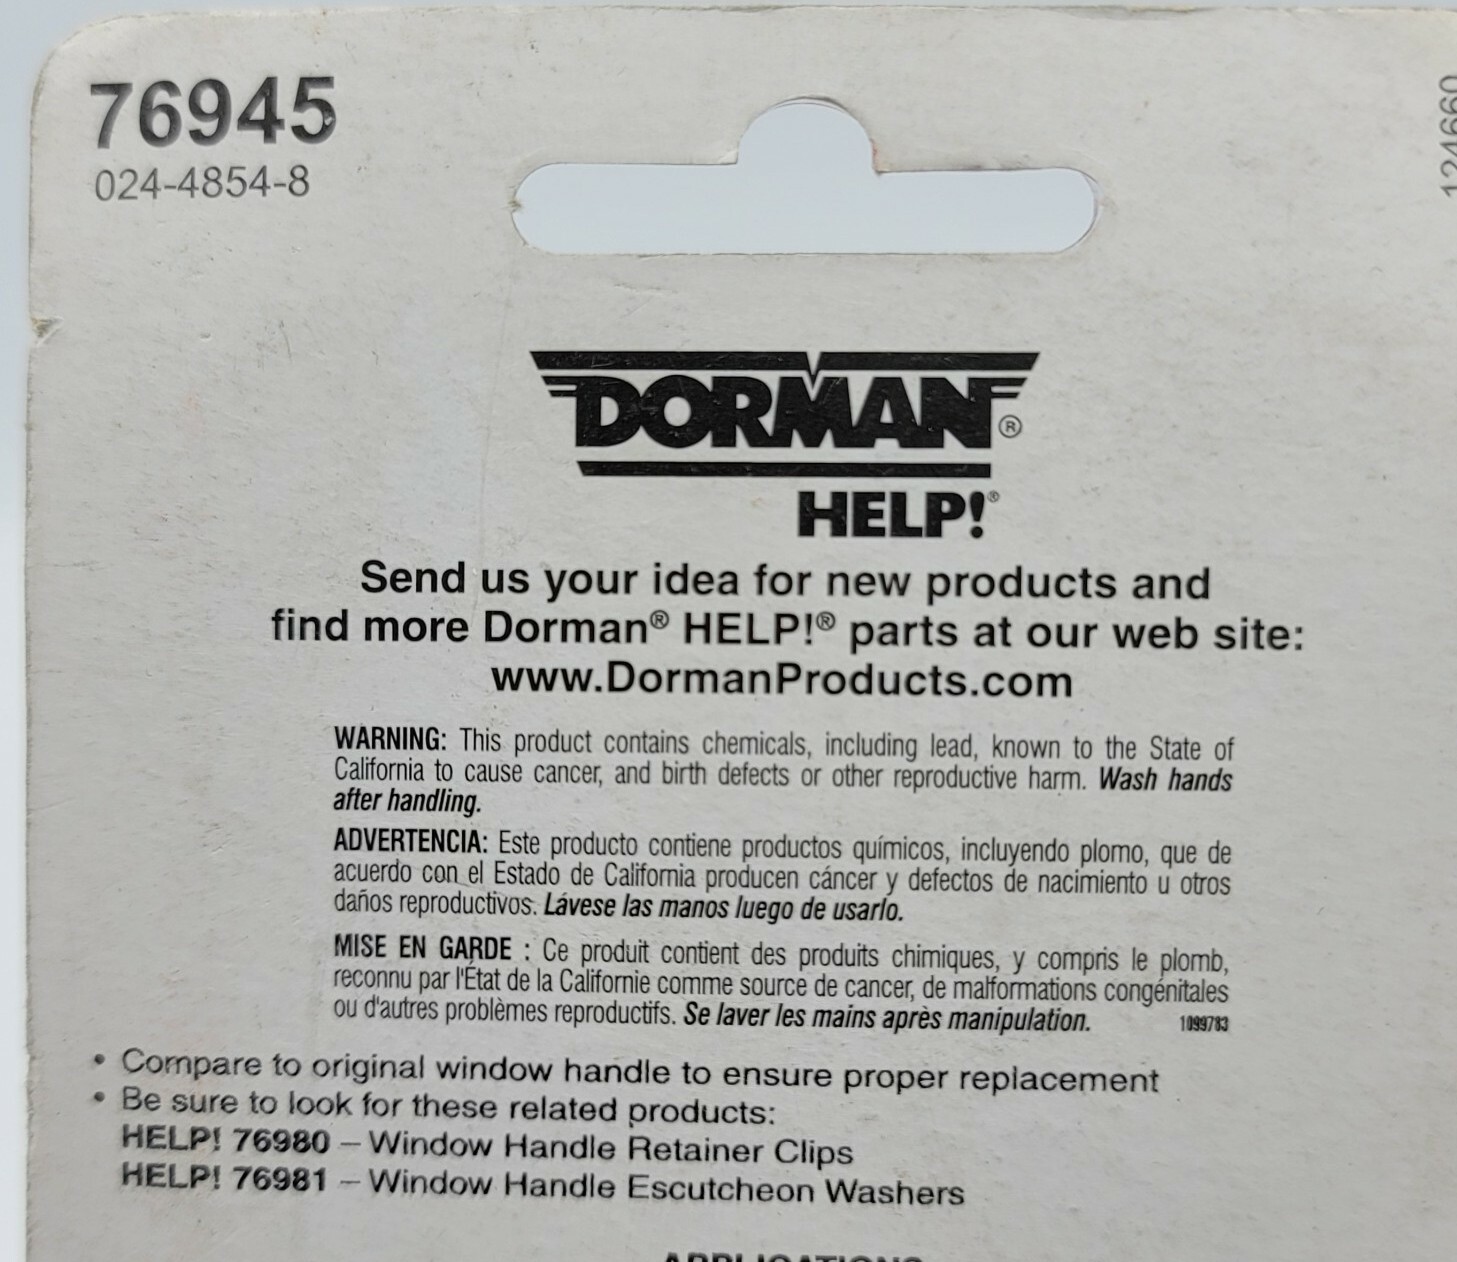 76945
024-4854-8
124660
DORMAN®
HELP!®
Send us your idea for new products and
find more Dorman® HELP!® parts at our web site:
www.DormanProducts.com
WARNING: This product contains chemicals, including lead, known to the State of
California to cause cancer, and birth defects or other reproductive harm. Wash hands
after handling.
ADVERTENCIA: Este producto contiene productos químicos, incluyendo plomo, que de
acuerdo con el Estado de California producen cáncer y defectos de nacimiento u otros
daños reproductivos. Lávese las manos luego de usarlo.
MISE EN GARDE : Ce produit contient des produits chimiques, y compris le plomb,
reconnu par l'État de la Californie comme source de cancer, de malformations congénitales
ou d'autres problèmes reproductifs. Se laver les mains après manipulation.
1099783
• Compare to original window handle to ensure proper replacement
• Be sure to look for these related products:
HELP! 76980 – Window Handle Retainer Clips
HELP! 76981 – Window Handle Escutcheon Washers
APPLICATIONS